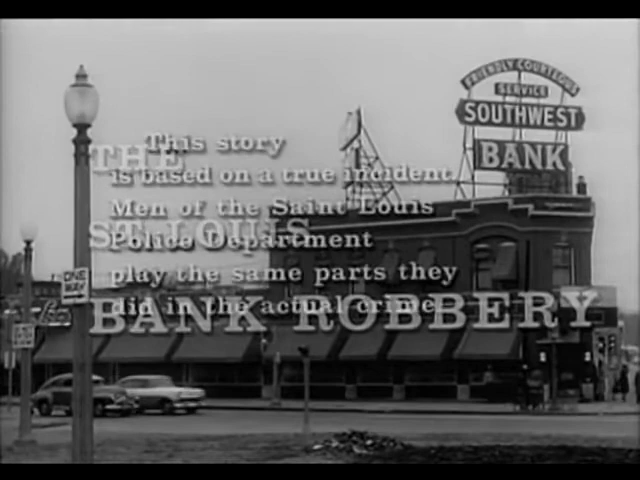 FRIENDLY COURTEOUS
SERVICE
SOUTHWEST
BANK
THE
ST. LOUIS
BANK ROBBERY
This story
is based on a true incident.
Men of the Saint Louis
Police Department
play the same parts they
did in the actual crime.
ONE
WAY